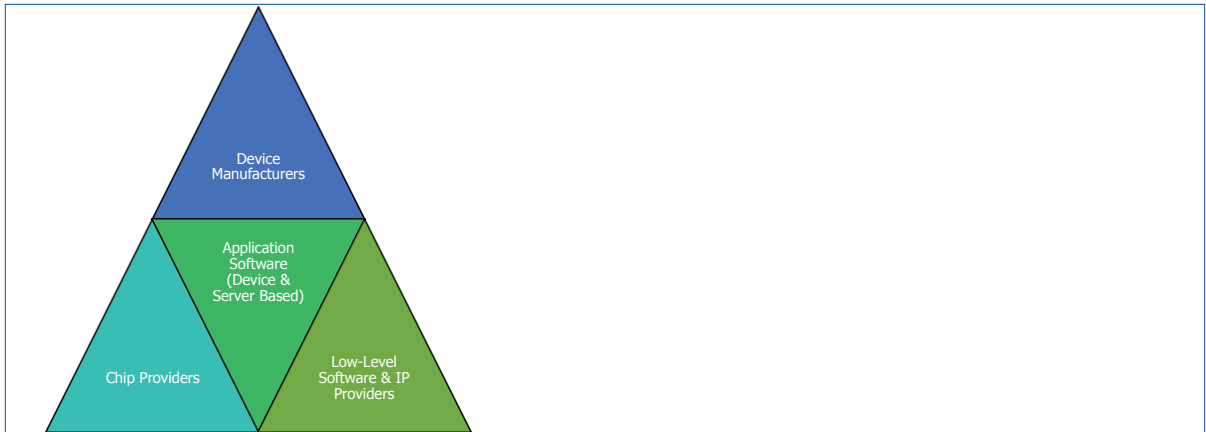 Device
Manufacturers
Application
Software
(Device &
Server Based)
Chip Providers
Low-Level
Software & IP
Providers